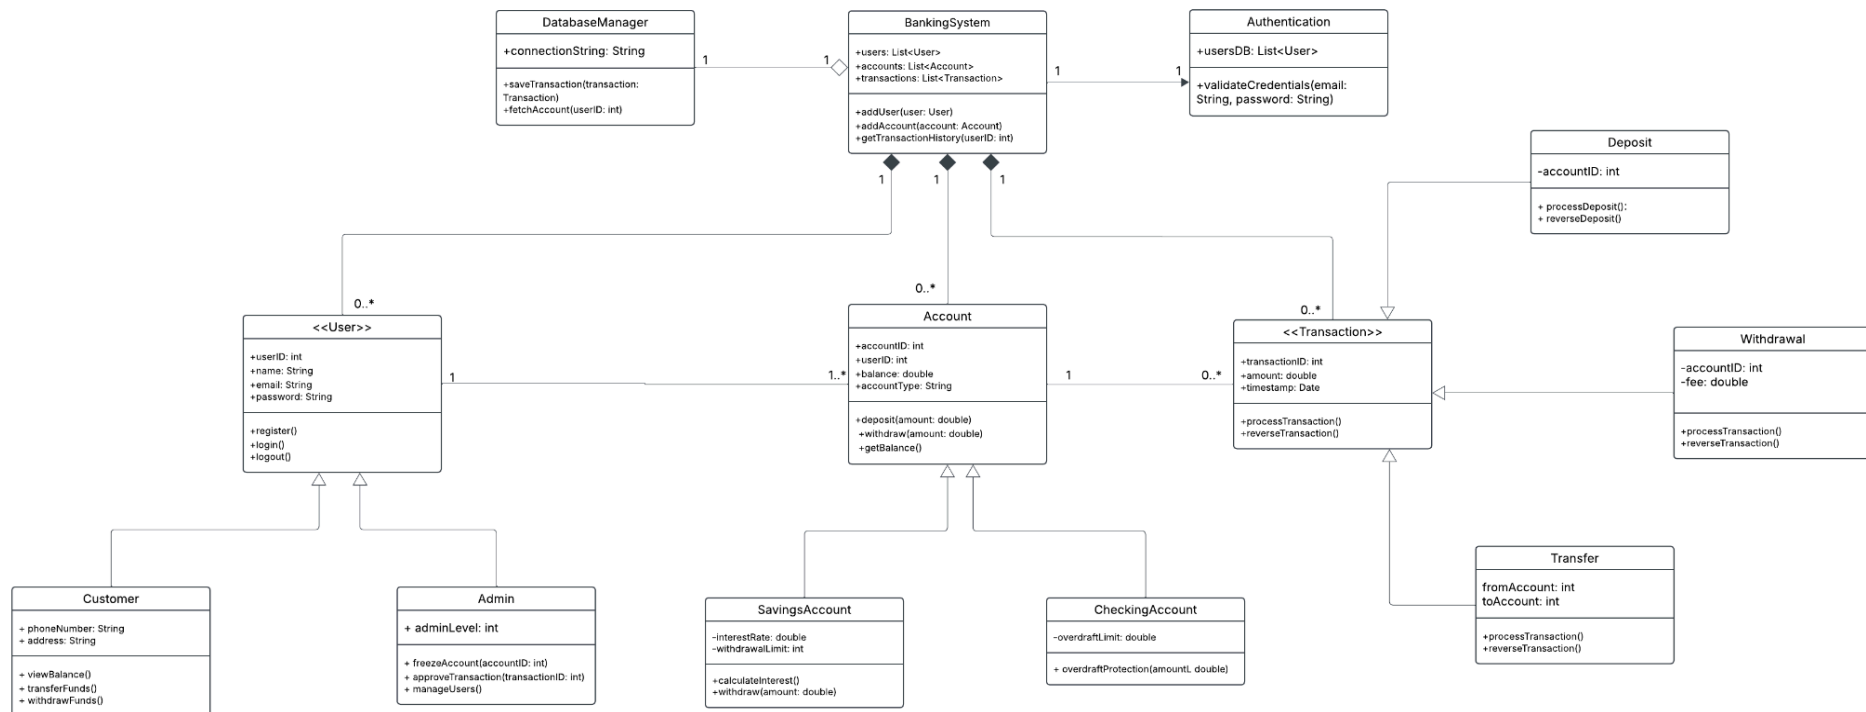 DatabaseManager
+connectionString: String
+saveTransaction(transaction:
Transaction)
+fetchAccount(userID: int)
1
1
BankingSystem
+users: List<User>
+accounts: List<Account>
+transactions: List<Transaction>
+addUser(user: User)
+addAccount(account: Account)
+getTransactionHistory(userID: int)
1
1
Authentication
+usersDB: List<User>
+validateCredentials(email:
String, password: String)
1
1
1
Deposit
-accountID: int
+ processDeposit():
+ reverseDeposit()
0..*
0..*
0..*
<<User>>
+userID: int
+name: String
+email: String
+password: String
+register()
+login()
+logout()
1
1..*
Account
+accountID: int
+userID: int
+balance: double
+accountType: String
+deposit(amount: double)
+withdraw(amount: double)
+getBalance()
1
0..*
<<Transaction>>
+transactionID: int
+amount: double
+timestamp: Date
+processTransaction()
+reverseTransaction()
Withdrawal
-accountID: int
-fee: double
+processTransaction()
+reverseTransaction()
Customer
+ phoneNumber: String
+ address: String
+ viewBalance()
+ transferFunds()
+ withdrawFunds()
Admin
+ adminLevel: int
+ freezeAccount(accountID: int)
+ approveTransaction(transactionID: int)
+ manageUsers()
SavingsAccount
-interestRate: double
-withdrawalLimit: int
+calculateInterest()
+withdraw(amount: double)
CheckingAccount
-overdraftLimit: double
+ overdraftProtection(amountL double)
Transfer
fromAccount: int
toAccount: int
+processTransaction()
+reverseTransaction()